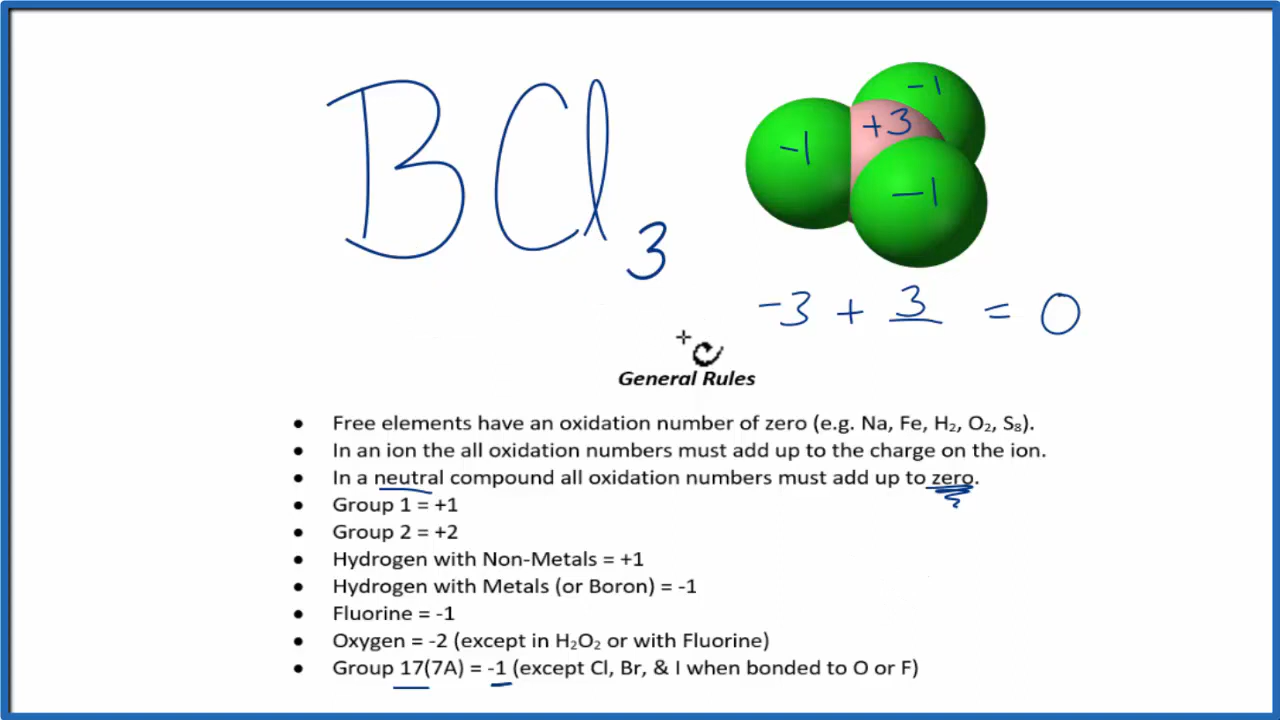 BCl₃
-1
-1
+3
-1
-3 + 3 = 0
General Rules
• Free elements have an oxidation number of zero (e.g. Na, Fe, H₂, O₂, S₈).
• In an ion the all oxidation numbers must add up to the charge on the ion.
• In a neutral compound all oxidation numbers must add up to zero.
• Group 1 = +1
• Group 2 = +2
• Hydrogen with Non-Metals = +1
• Hydrogen with Metals (or Boron) = -1
• Fluorine = -1
• Oxygen = -2 (except in H₂O₂ or with Fluorine)
• Group 17(7A) = -1 (except Cl, Br, & I when bonded to O or F)